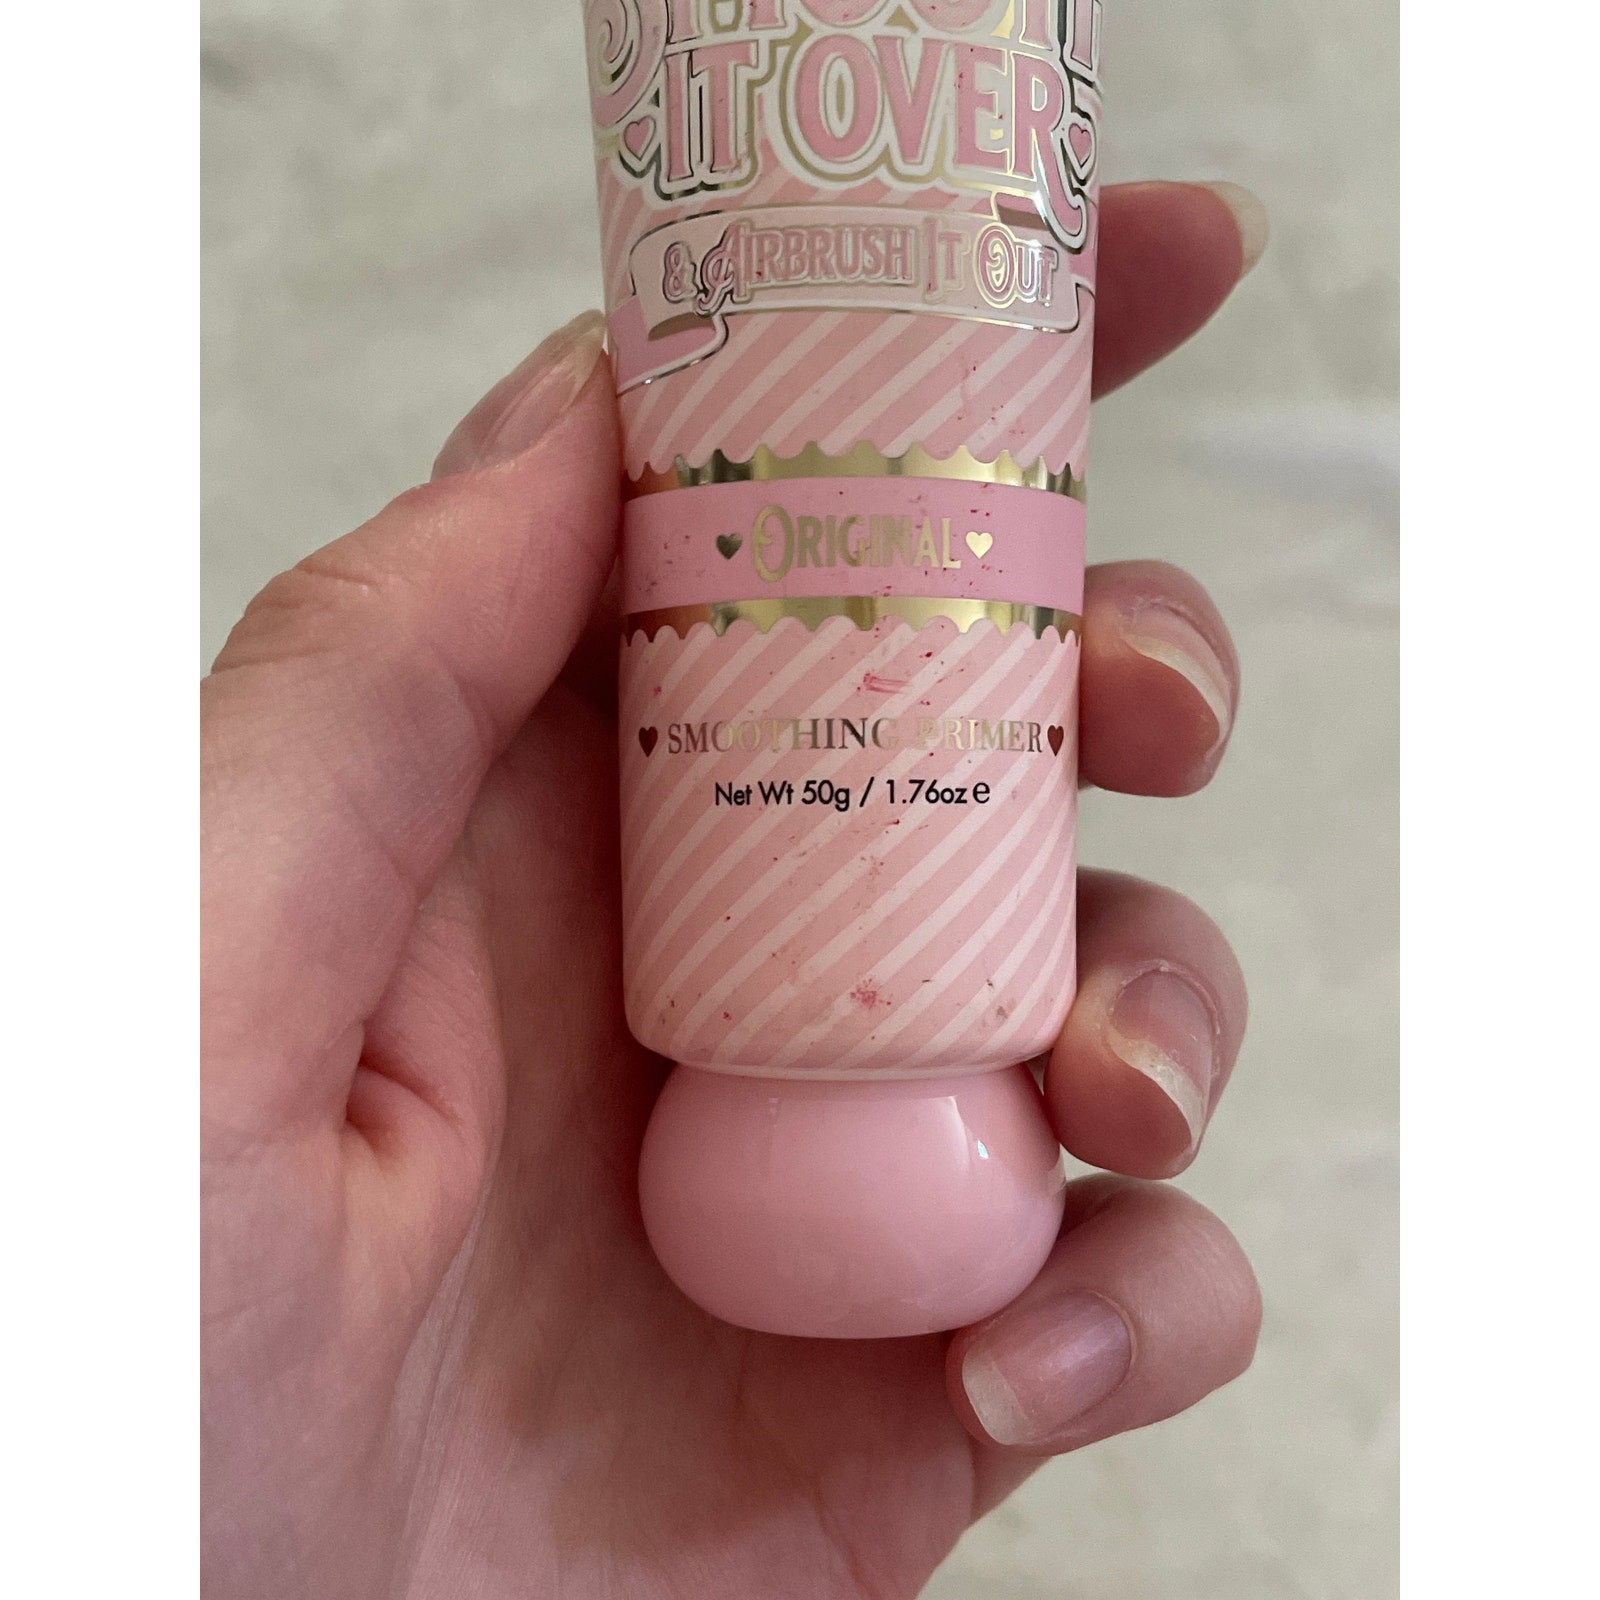 IT OVER
& AIRBRUSH IT OUT
ORIGINAL
SMOOTHING PRIMER
Net Wt 50g / 1.76oz e